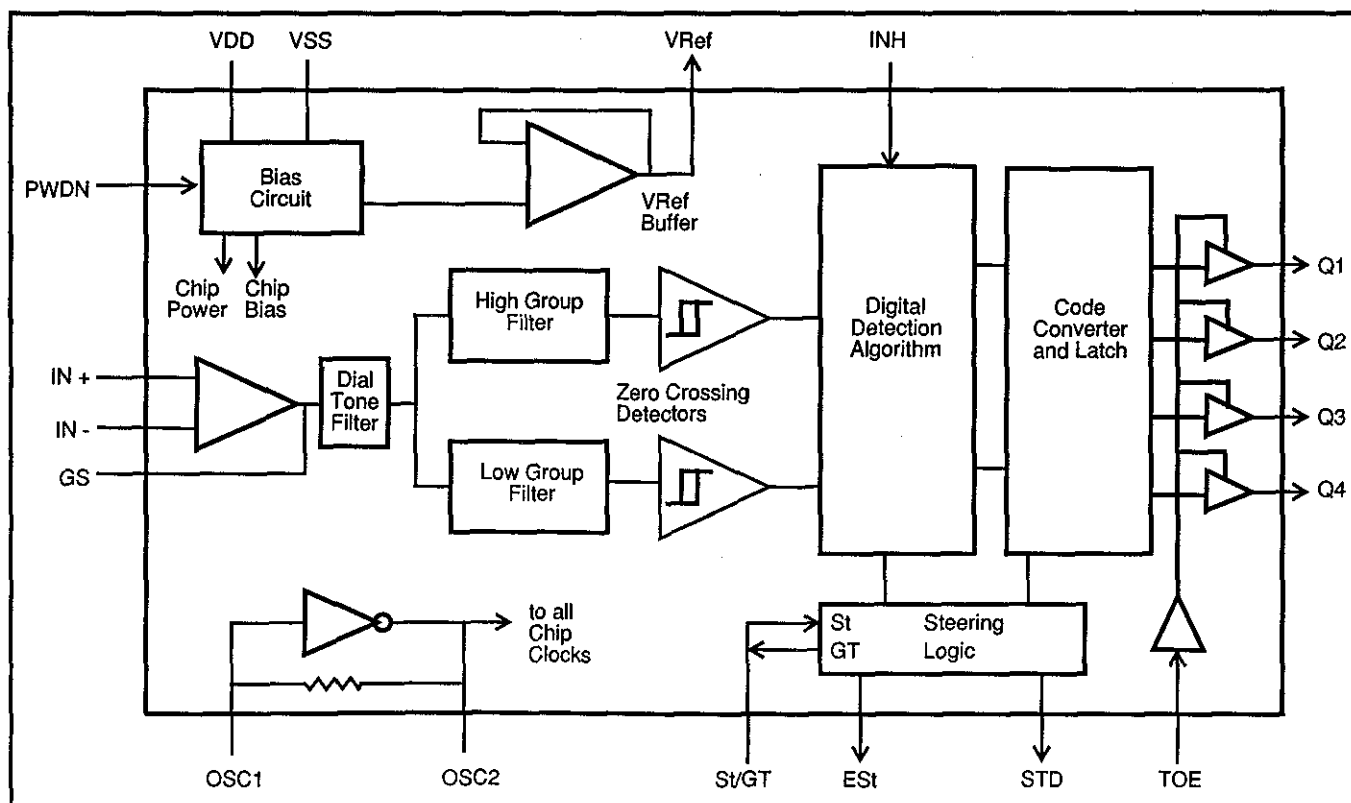 VDD
VSS
VRef
INH
PWDN
Bias
Circuit
VRef
Buffer
Chip
Power
Chip
Bias
High Group
Filter
Digital
Detection
Algorithm
Code
Converter
and Latch
Q1
Q2
Q3
Q4
IN +
IN -
GS
Dial
Tone
Filter
Zero Crossing
Detectors
Low Group
Filter
to all
Chip
Clocks
St
GT
Steering
Logic
OSC1
OSC2
St/GT
ESt
STD
TOE